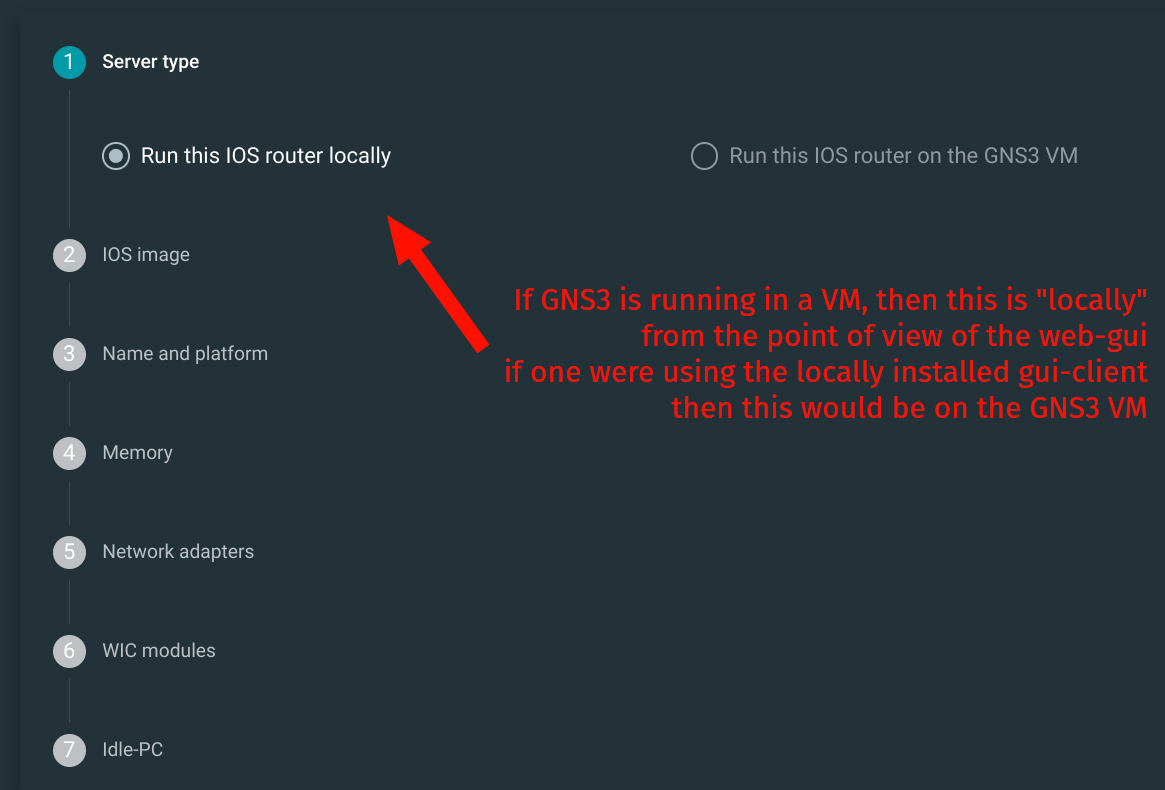 1 Server type
Run this IOS router locally
Run this IOS router on the GNS3 VM
2 IOS image
If GNS3 is running in a VM, then this is "locally"
from the point of view of the web-gui
if one were using the locally installed gui-client
then this would be on the GNS3 VM
3 Name and platform
4 Memory
5 Network adapters
6 WIC modules
7 Idle-PC